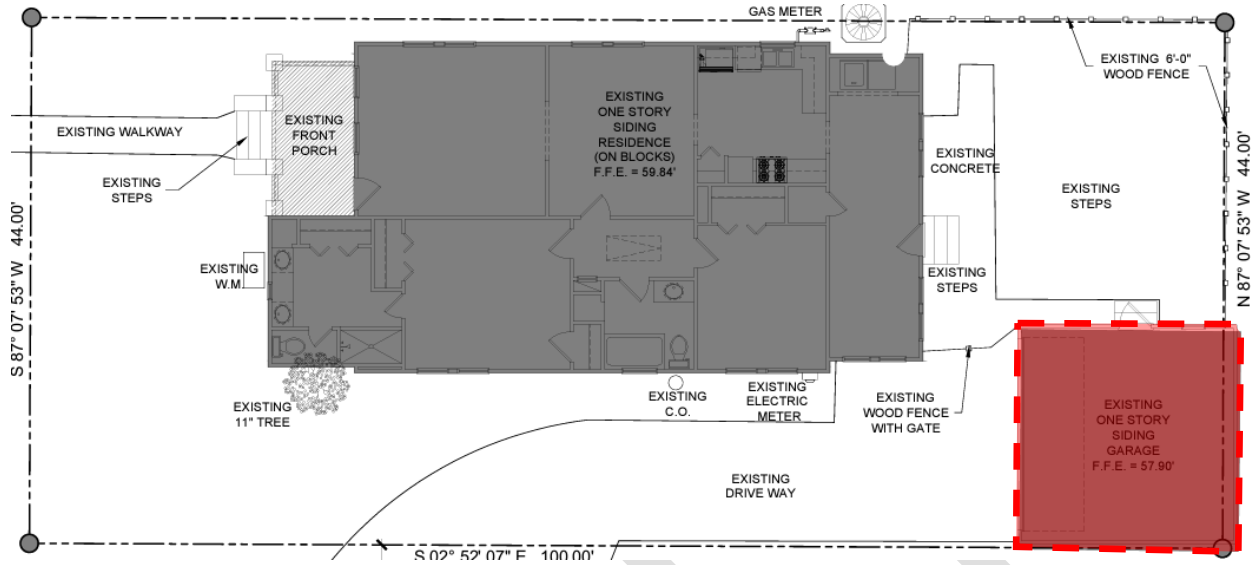 GAS METER
EXISTING 6'-0"
WOOD FENCE
EXISTING WALKWAY
EXISTING
STEPS
EXISTING
FRONT
PORCH
EXISTING
ONE STORY
SIDING
RESIDENCE
(ON BLOCKS)
F.F.E. = 59.84'
EXISTING
CONCRETE
EXISTING
STEPS
EXISTING
STEPS
EXISTING
W.M.
S 87° 07' 53" W 44.00'
N 87° 07' 53" W 44.00'
EXISTING
11" TREE
EXISTING
C.O.
EXISTING
ELECTRIC
METER
EXISTING
WOOD FENCE
WITH GATE
EXISTING
ONE STORY
SIDING
GARAGE
F.F.E. = 57.90'
EXISTING
DRIVE WAY
S 02° 52' 07" E 100.00'